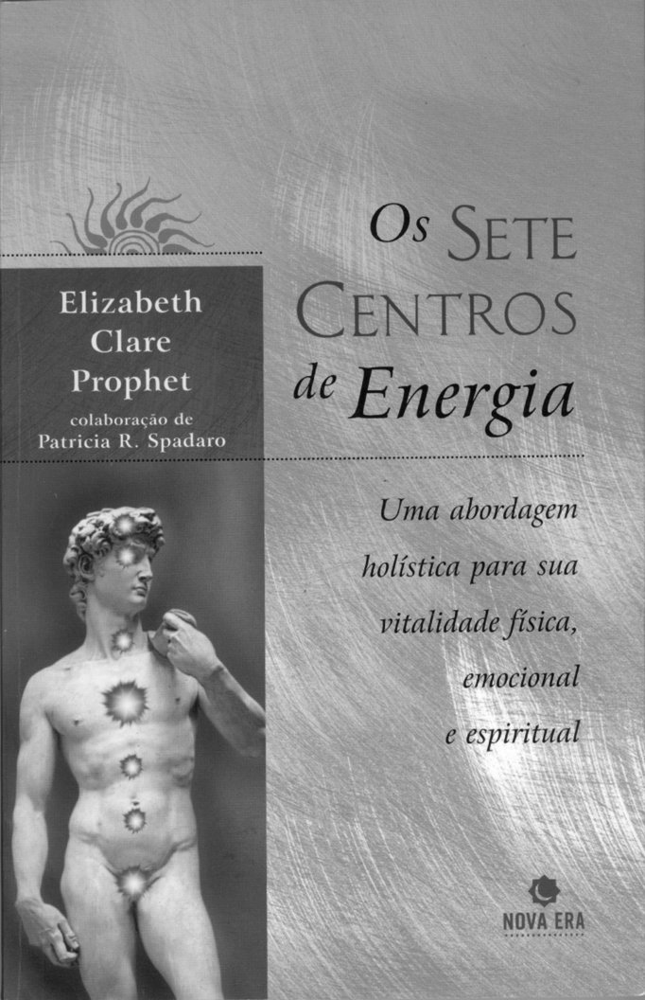 Os SETE
CENTROS
de Energia
Elizabeth
Clare
Prophet
colaboração de
Patricia R. Spadaro
Uma abordagem
holística para sua
vitalidade física,
emocional
e espiritual
NOVA ERA